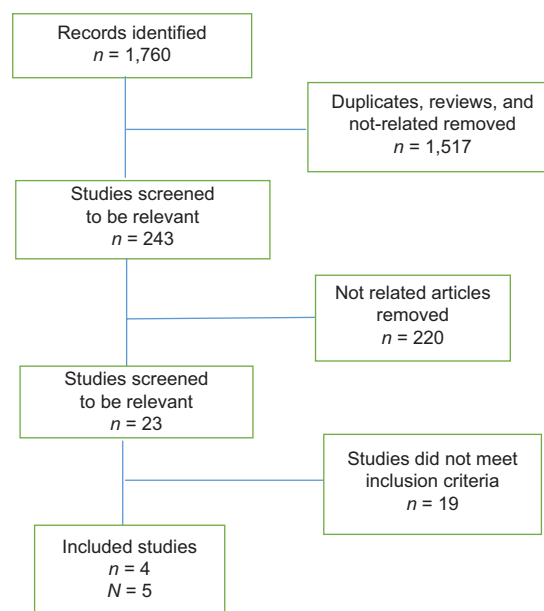 Records identified
n = 1,760
Duplicates, reviews, and
not-related removed
n = 1,517
Studies screened
to be relevant
n = 243
Not related articles
removed
n = 220
Studies screened
to be relevant
n = 23
Studies did not meet
inclusion criteria
n = 19
Included studies
n = 4
N = 5